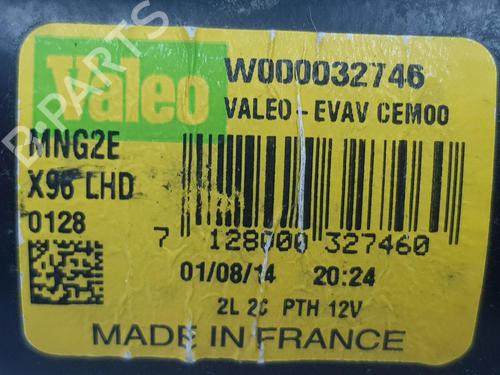 Valeo
W000032746
VALEO - EVAV CEM00
MNG2E
X96 LHD
0128
7 128000 327460
01/08/14 20:24
2L 2C PTH 12V
MADE IN FRANCE
B-PARTS